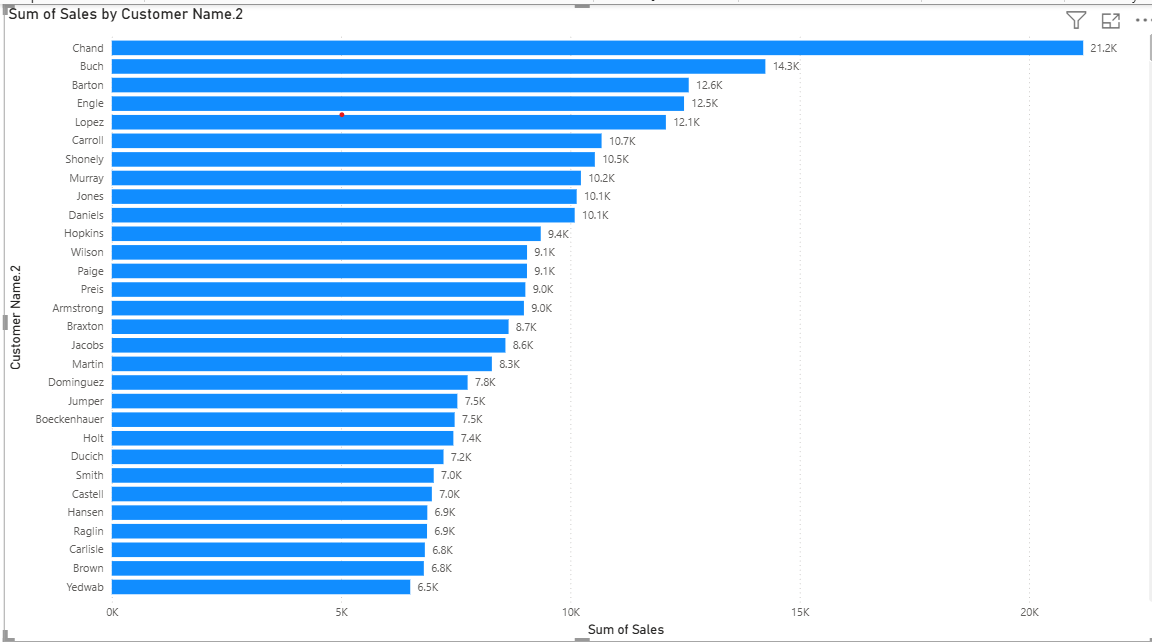 Sum of Sales by Customer Name.2
Customer Name.2
Chand 21.2K
Buch 14.3K
Barton 12.6K
Engle 12.5K
Lopez 12.1K
Carroll 10.7K
Shonely 10.5K
Murray 10.2K
Jones 10.1K
Daniels 10.1K
Hopkins 9.4K
Wilson 9.1K
Paige 9.1K
Preis 9.0K
Armstrong 9.0K
Braxton 8.7K
Jacobs 8.6K
Martin 8.3K
Dominguez 7.8K
Jumper 7.5K
Boeckenhauer 7.5K
Holt 7.4K
Ducich 7.2K
Smith 7.0K
Castell 7.0K
Hansen 6.9K
Raglin 6.9K
Carlisle 6.8K
Brown 6.8K
Yedwab 6.5K
0K 5K 10K 15K 20K
Sum of Sales